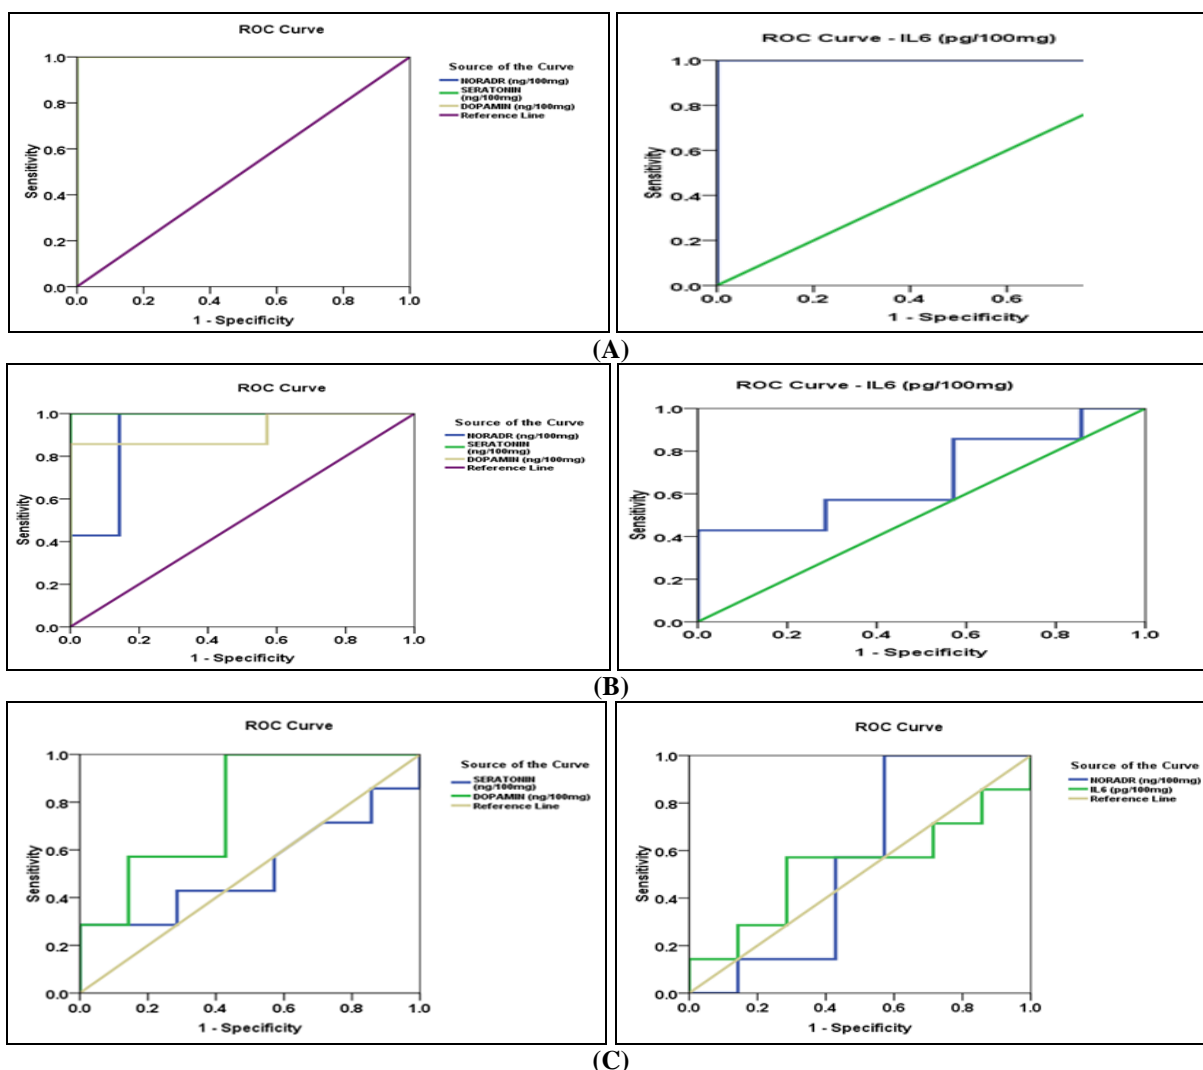 ROC Curve
Source of the Curve
NORADR (ng/100mg)
SERATONIN
(ng/100mg)
DOPAMIN (ng/100mg)
Reference Line
Sensitivity
1.0
0.8
0.6
0.4
0.2
0.0
0.0 0.2 0.4 0.6 0.8 1.0
1 - Specificity
ROC Curve - IL6 (pg/100mg)
Sensitivity
1.0
0.8
0.6
0.4
0.2
0.0
0.0 0.2 0.4 0.6
1 - Specificity
(A)
ROC Curve
Source of the Curve
NORADR (ng/100mg)
SERATONIN
(ng/100mg)
DOPAMIN (ng/100mg)
Reference Line
Sensitivity
1.0
0.8
0.6
0.4
0.2
0.0
0.0 0.2 0.4 0.6 0.8 1.0
1 - Specificity
ROC Curve - IL6 (pg/100mg)
Sensitivity
1.0
0.8
0.6
0.4
0.2
0.0
0.0 0.2 0.4 0.6 0.8 1.0
1 - Specificity
(B)
ROC Curve
Source of the Curve
SERATONIN
(ng/100mg)
DOPAMIN (ng/100mg)
Reference Line
Sensitivity
1.0
0.8
0.6
0.4
0.2
0.0
0.0 0.2 0.4 0.6 0.8 1.0
1 - Specificity
ROC Curve
Source of the Curve
NORADR (ng/100mg)
IL6 (pg/100mg)
Reference Line
Sensitivity
1.0
0.8
0.6
0.4
0.2
0.0
0.0 0.2 0.4 0.6 0.8 1.0
1 - Specificity
(C)